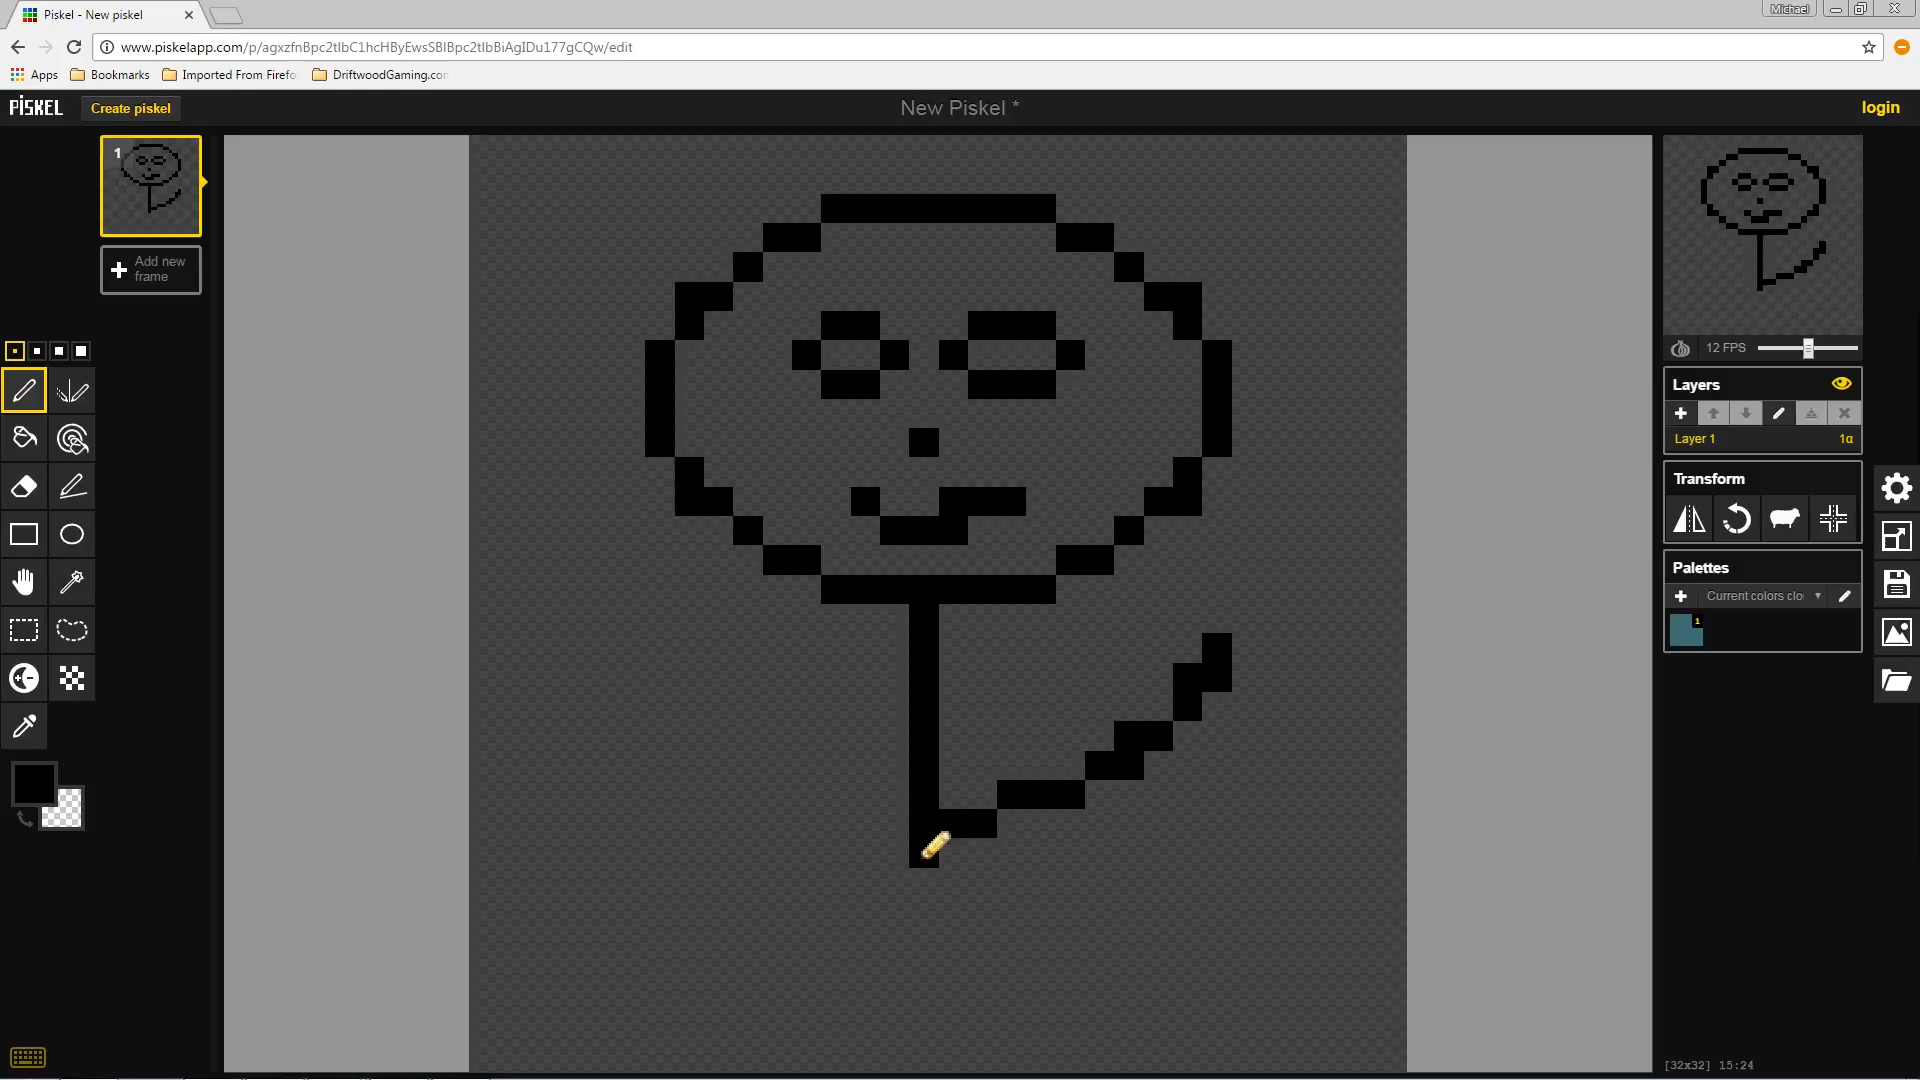 Piskel - New piskel
Michael
www.piskelapp.com/p/agxzfnBpc2tlbC1hcHByEwsSBlBpc2tlbBiAgIDu177gCQw/edit
Apps
Bookmarks
Imported From Firefo
DriftwoodGaming.con
PiSKEL
Create piskel
New Piskel *
login
1
Add new
frame
12 FPS
Layers
Layer 1
1α
Transform
Palettes
Current colors clo
1
[32x32] 15:24